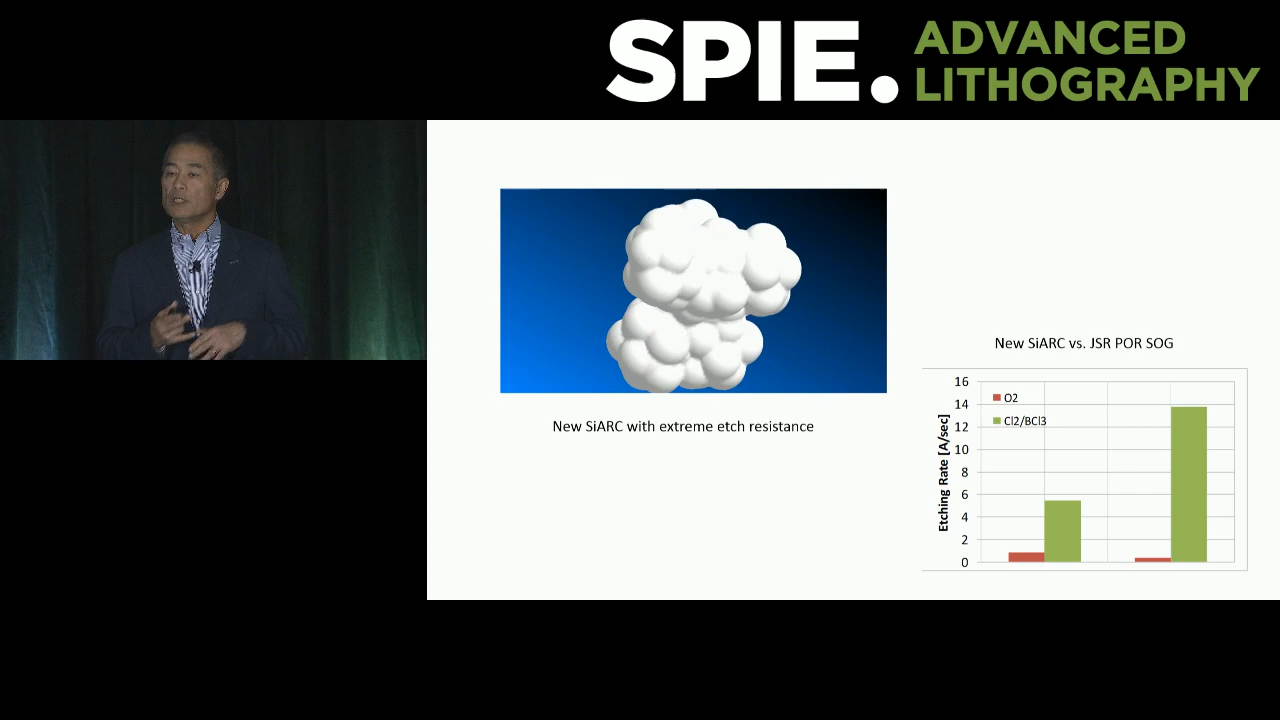 SPIE. ADVANCED
LITHOGRAPHY
New SiARC with extreme etch resistance
New SiARC vs. JSR POR SOG
Etching Rate [A/sec]
16
14
12
10
8
6
4
2
0
O2
Cl2/BCl3